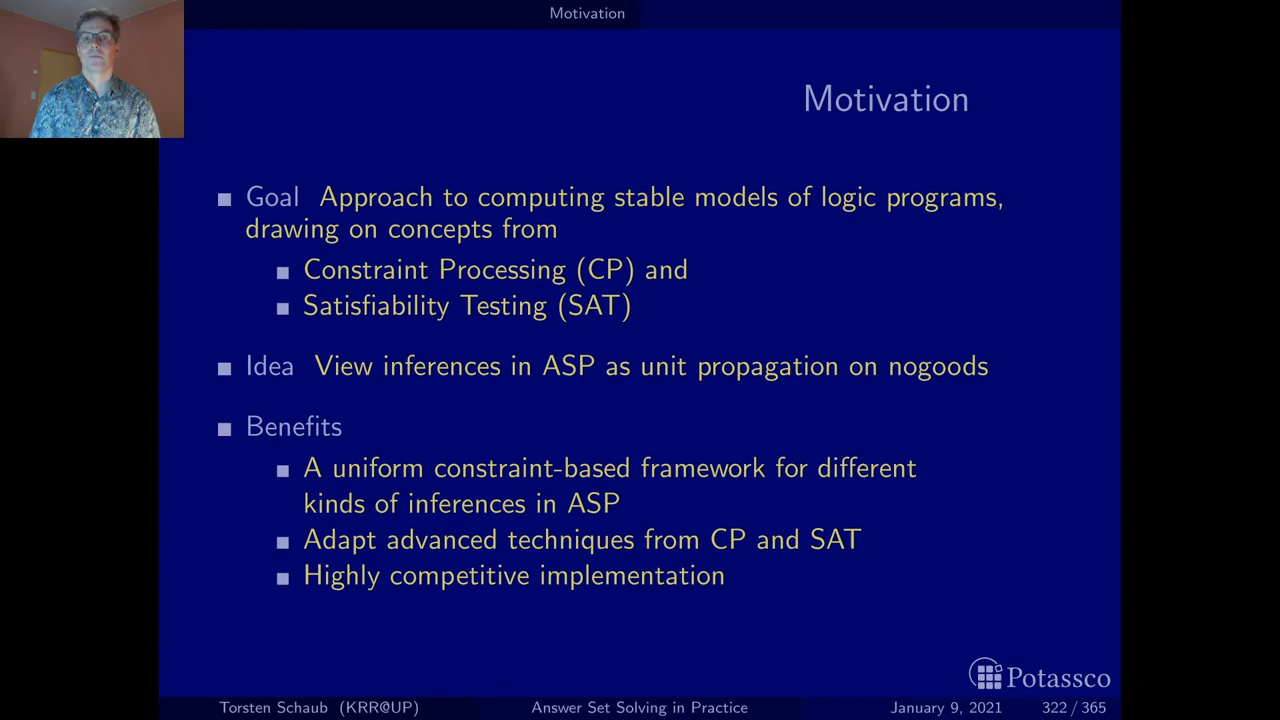 Motivation
Motivation
■ Goal Approach to computing stable models of logic programs,
drawing on concepts from
■ Constraint Processing (CP) and
■ Satisfiability Testing (SAT)
■ Idea View inferences in ASP as unit propagation on nogoods
■ Benefits
■ A uniform constraint-based framework for different
kinds of inferences in ASP
■ Adapt advanced techniques from CP and SAT
■ Highly competitive implementation
Potassco
Torsten Schaub (KRR@UP) Answer Set Solving in Practice January 9, 2021 322 / 365